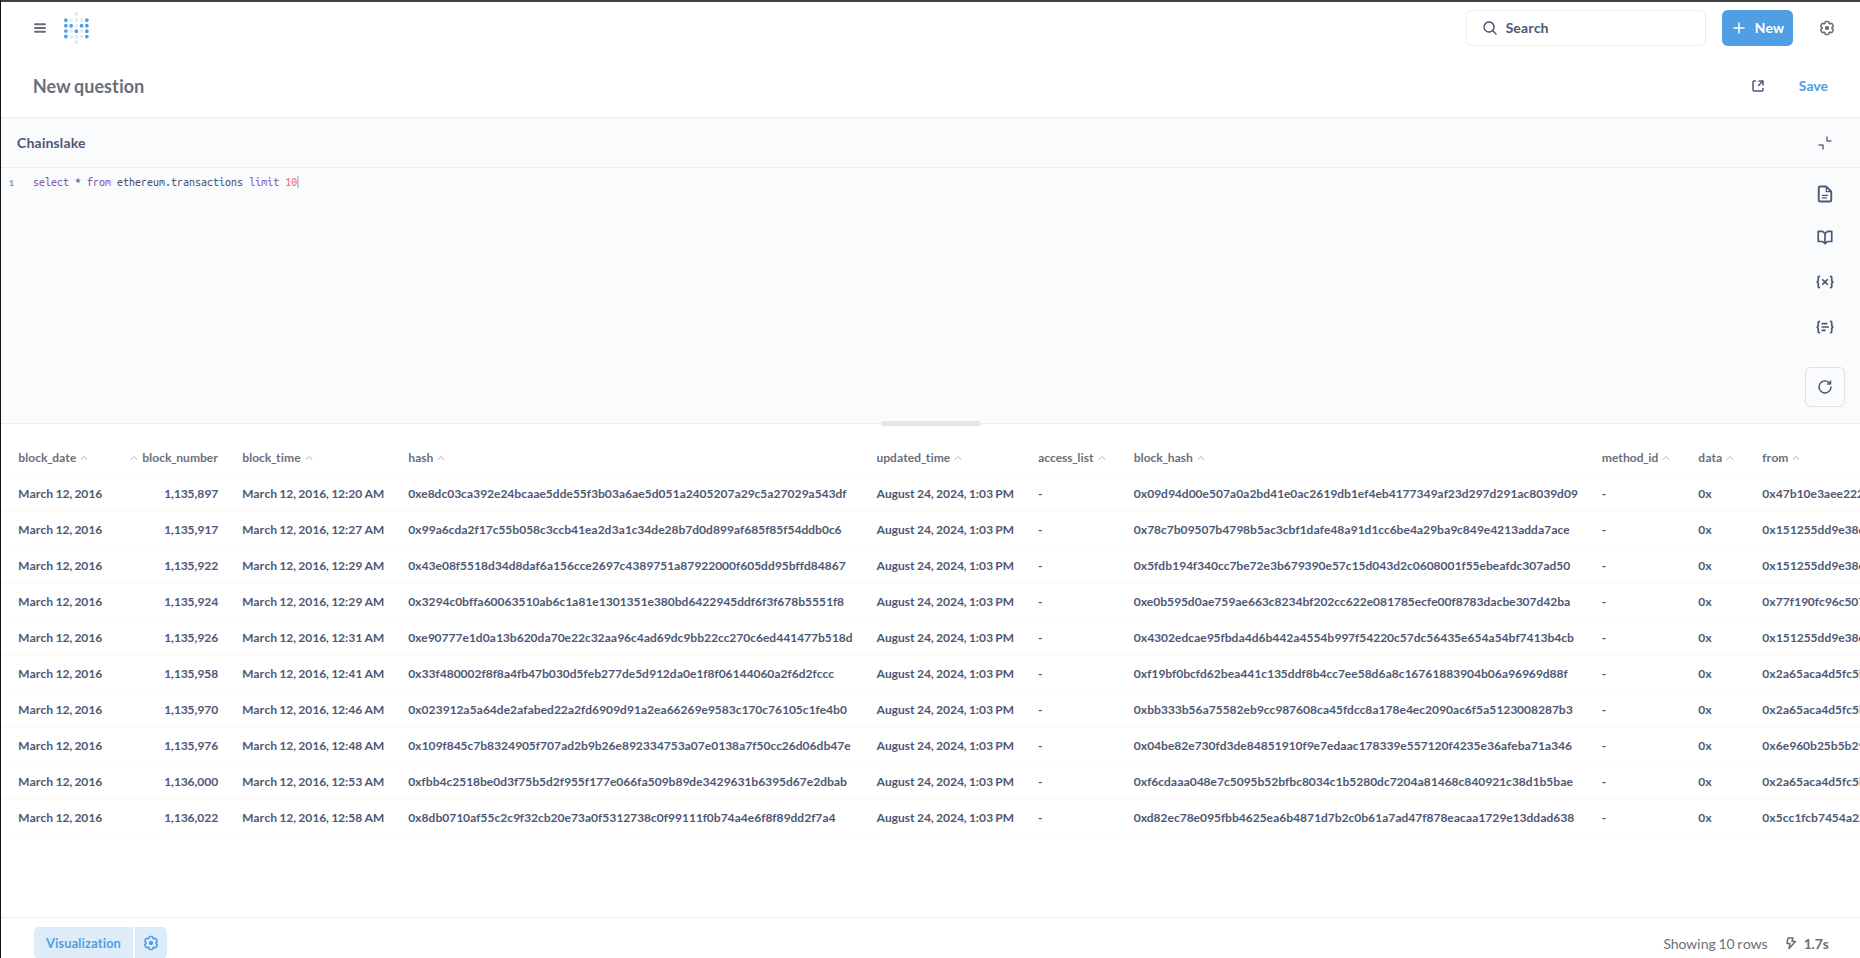 Search
+ New
New question
Save
Chainslake
1 select * from ethereum.transactions limit 10
block_date block_number block_time hash updated_time access_list block_hash method_id data from
March 12, 2016 1,135,897 March 12, 2016, 12:20 AM 0xe8dc03ca392e24bcaae5dde55f3b03a6ae5d051a2405207a29c5a27029a543df August 24, 2024, 1:03 PM - 0x09d94d00e507a0a2bd41e0ac2619db1ef4eb4177349af23d297d291ac8039d09 - 0x 0x47b10e3aee222
March 12, 2016 1,135,917 March 12, 2016, 12:27 AM 0x99a6cda2f17c55b058c3ccb41ea2d3a1c34de28b7d0d899af685f85f54ddb0c6 August 24, 2024, 1:03 PM - 0x78c7b09507b4798b5ac3cbf1dafe48a91d1cc6be4a29ba9c849e4213adda7ace - 0x 0x151255dd9e38
March 12, 2016 1,135,922 March 12, 2016, 12:29 AM 0x43e08f5518d34d8daf6a156cce2697c4389751a87922000f605dd95bffd84867 August 24, 2024, 1:03 PM - 0x5fdb194f340cc7be72e3b679390e57c15d043d2c0608001f55ebeafdc307ad50 - 0x 0x151255dd9e38
March 12, 2016 1,135,924 March 12, 2016, 12:29 AM 0x3294c0bffa60063510ab6c1a81e1301351e380bd6422945ddf6f3f678b5551f8 August 24, 2024, 1:03 PM - 0xe0b595d0ae759ae663c8234bf202cc622e081785ecfe00f8783dacbe307d42ba - 0x 0x77f190fc96c50
March 12, 2016 1,135,926 March 12, 2016, 12:31 AM 0xe90777e1d0a13b620da70e22c32aa96c4ad69dc9bb22cc270c6ed441477b518d August 24, 2024, 1:03 PM - 0x4302edcae95fbda4d6b442a4554b997f54220c57dc56435e654a54bf7413b4cb - 0x 0x151255dd9e38
March 12, 2016 1,135,958 March 12, 2016, 12:41 AM 0x33f480002f8f8a4fb47b030d5feb277de5d912da0e1f8f06144060a2f6d2fccc August 24, 2024, 1:03 PM - 0xf19bf0bcfd62bea441c135ddf8b4cc7ee58d6a8c16761883904b06a96969d88f - 0x 0x2a65aca4d5fc5
March 12, 2016 1,135,970 March 12, 2016, 12:46 AM 0x023912a5a64de2afabed22a2fd6909d91a2ea66269e9583c170c76105c1fe4b0 August 24, 2024, 1:03 PM - 0xbb333b56a75582eb9cc987608ca45fdcc8a178e4ec2090ac6f5a5123008287b3 - 0x 0x2a65aca4d5fc5
March 12, 2016 1,135,976 March 12, 2016, 12:48 AM 0x109f845c7b8324905f707ad2b9b26e892334753a07e0138a7f50cc26d06db47e August 24, 2024, 1:03 PM - 0x04be82e730fd3de84851910f9e7edaac178339e557120f4235e36afeba71a346 - 0x 0x6e960b25b5b2
March 12, 2016 1,136,000 March 12, 2016, 12:53 AM 0xfbb4c2518be0d3f75b5d2f955f177e066fa509b89de3429631b6395d67e2dbab August 24, 2024, 1:03 PM - 0xf6cdaaa048e7c5095b52bfbc8034c1b5280dc7204a81468c840921c38d1b5bae - 0x 0x2a65aca4d5fc5
March 12, 2016 1,136,022 March 12, 2016, 12:58 AM 0x8db0710af55c2c9f32cb20e73a0f5312738c0f99111f0b74a4e6f8f89dd2f7a4 August 24, 2024, 1:03 PM - 0xd82ec78e095fbb4625ea6b4871d7b2c0b61a7ad47f878eacaa1729e13ddad638 - 0x 0x5cc1fcb7454a2
Visualization
Showing 10 rows 1.7s